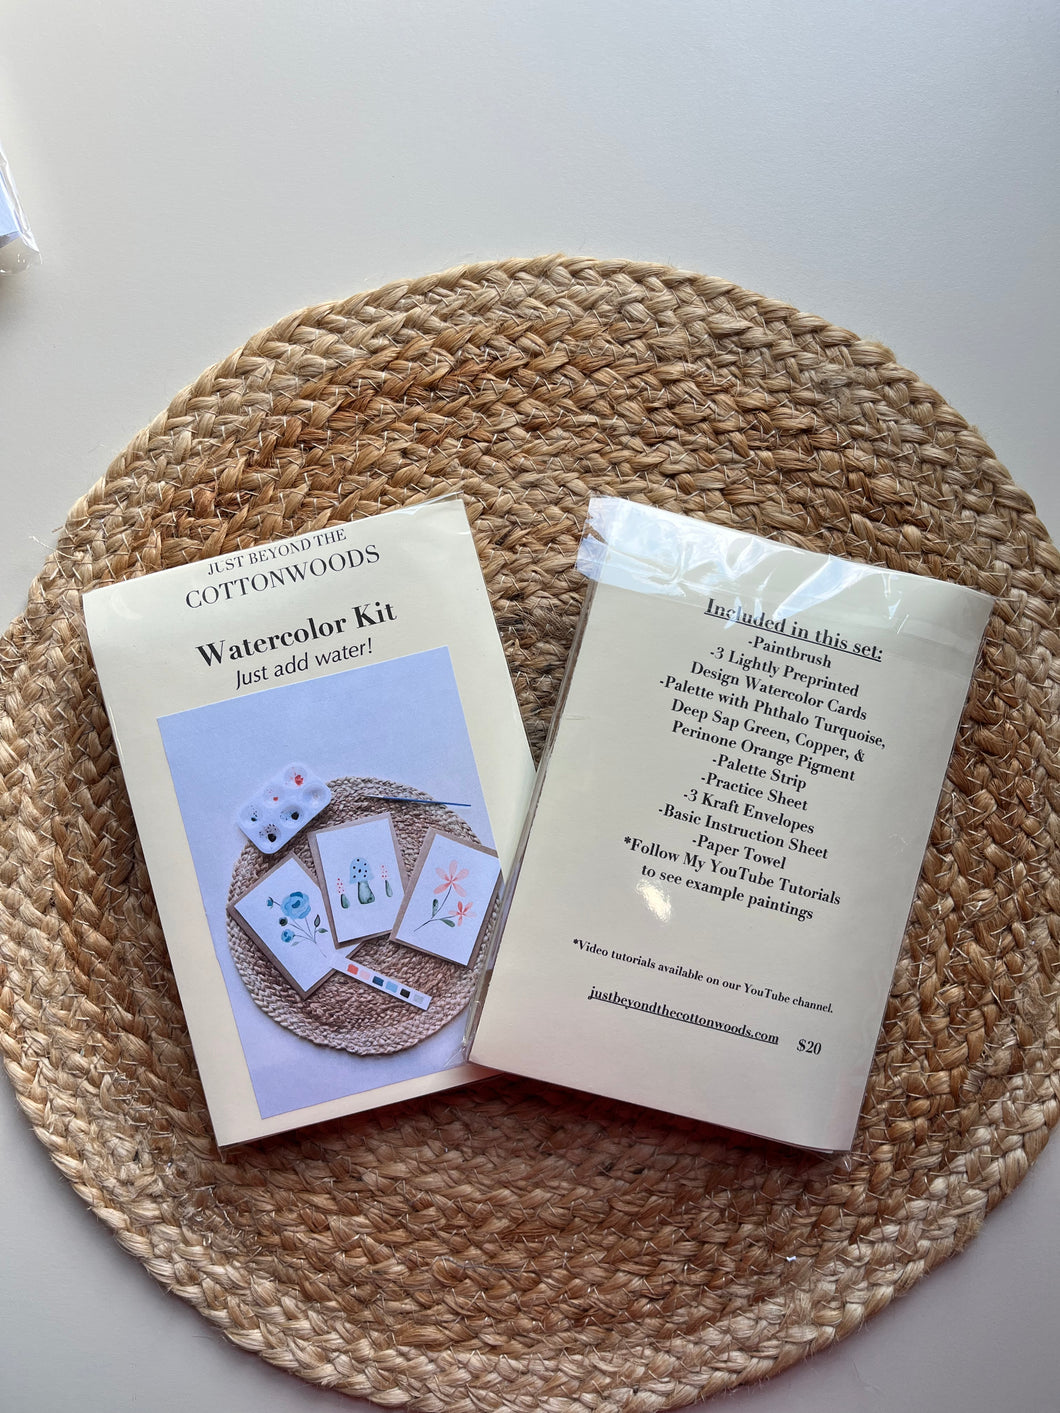 JUST BEYOND THE
COTTONWOODS
Watercolor Kit
Just add water!
Included in this set:
-Paintbrush
-3 Lightly Preprinted
Design Watercolor Cards
-Palette with Phthalo Turquoise,
Deep Sap Green, Copper, &
Perinone Orange Pigment
-Palette Strip
-Practice Sheet
-3 Kraft Envelopes
-Basic Instruction Sheet
-Paper Towel
*Follow My YouTube Tutorials
to see example paintings
*Video tutorials available on our YouTube channel.
justbeyondthecottonwoods.com $20